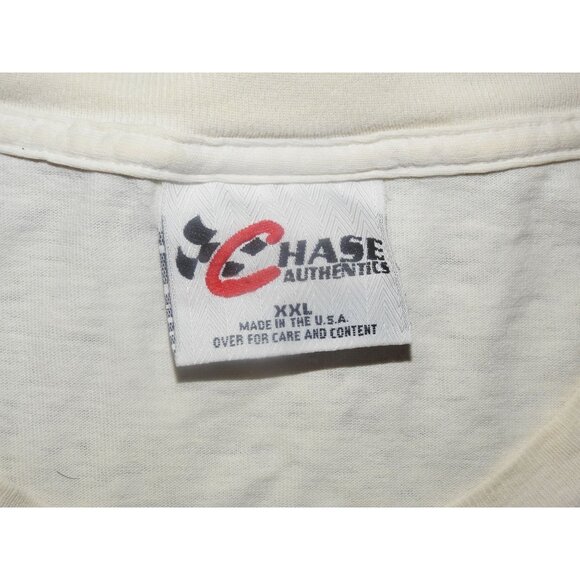 CHASE
AUTHENTICS
XXL
MADE IN THE U.S.A.
OVER FOR CARE AND CONTENT